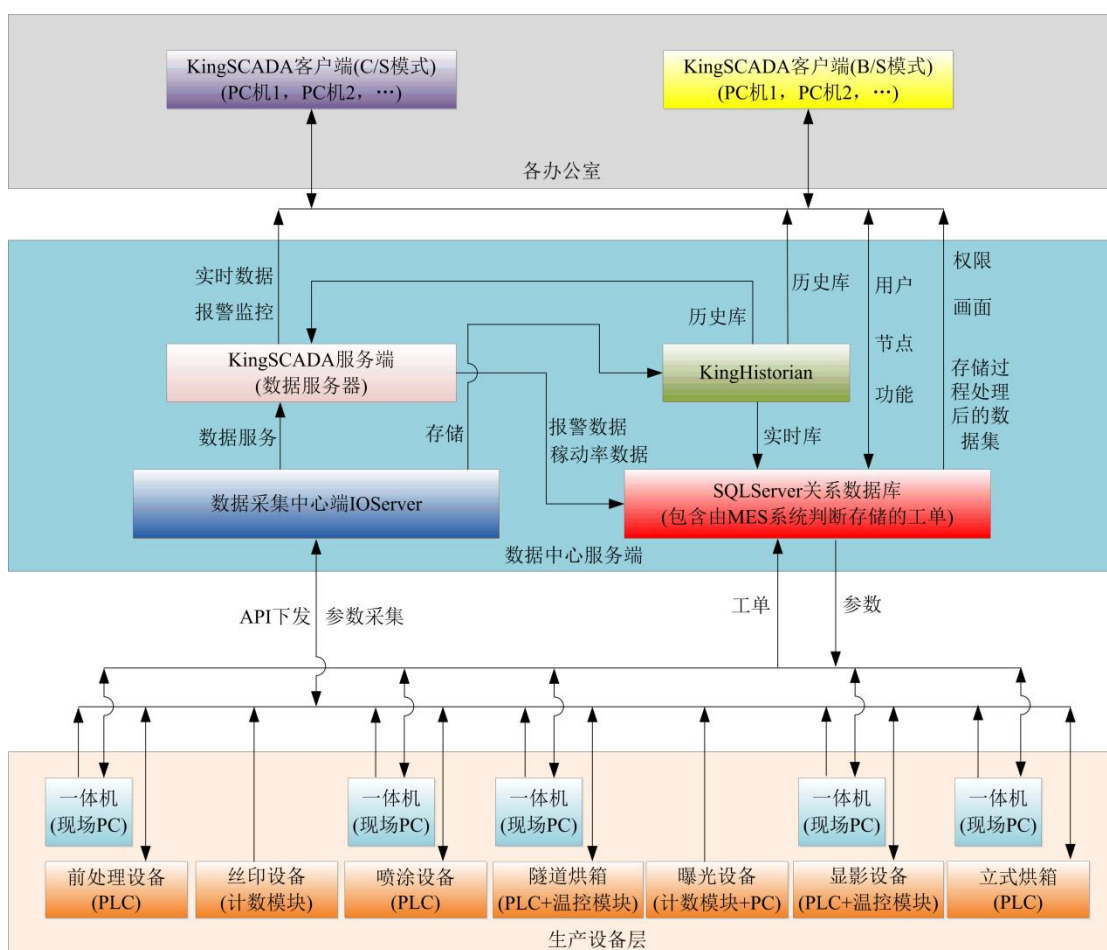 KingSCADA客户端(C/S模式)
(PC机1，PC机2，…)
KingSCADA客户端(B/S模式)
(PC机1，PC机2，…)
各办公室
实时数据
报警监控
历史库
历史库
用户
节点
功能
权限
画面
存储过
程处理
后的数
据集
KingSCADA服务端
(数据服务器)
KingHistorian
数据服务
存储
报警数据
稼动率数据
实时库
数据采集中心端IOServer
SQLServer关系数据库
(包含由MES系统判断存储的工单)
数据中心服务端
API下发
参数采集
工单
参数
一体机
(现场PC)
一体机
(现场PC)
一体机
(现场PC)
一体机
(现场PC)
一体机
(现场PC)
前处理设备
(PLC)
丝印设备
(计数模块)
喷涂设备
(PLC)
隧道烘箱
(PLC+温控模块)
曝光设备
(计数模块+PC)
显影设备
(PLC+温控模块)
立式烘箱
(PLC)
生产设备层